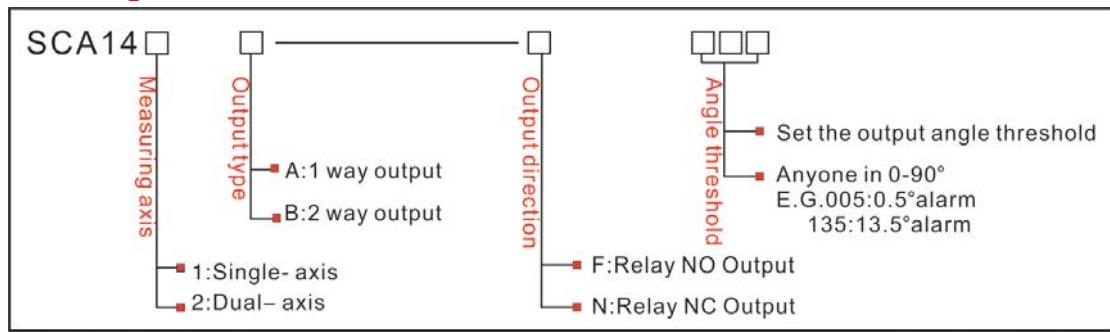 SCA14□ □ □ □□□
Measuring axis
Output type
Output direction
Angle threshold
A:1 way output
B:2 way output
1:Single- axis
2:Dual– axis
F:Relay NO Output
N:Relay NC Output
Set the output angle threshold
Anyone in 0-90°
E.G.005:0.5°alarm
135:13.5°alarm